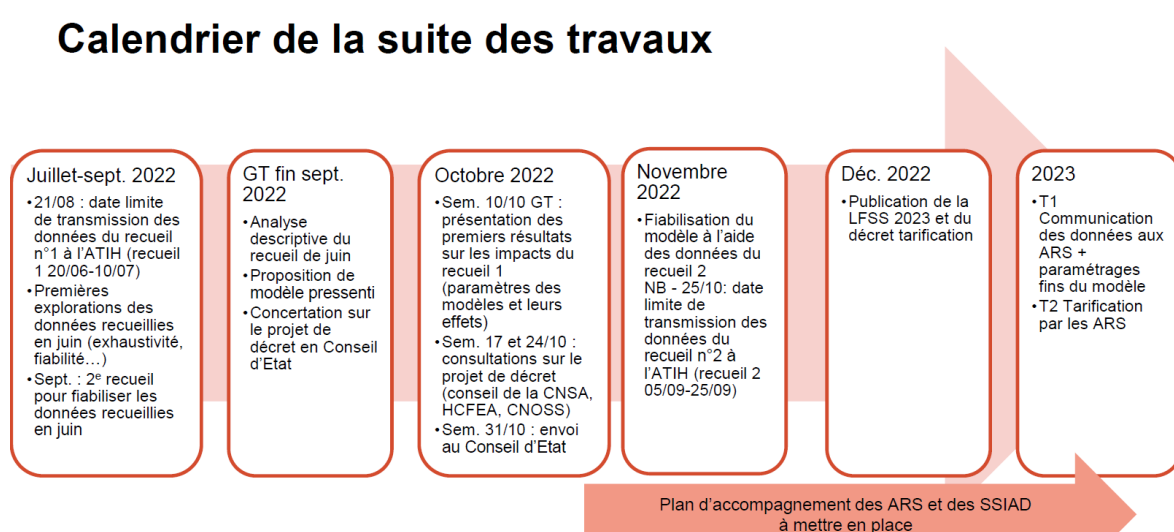 Calendrier de la suite des travaux
Juillet-sept. 2022
•21/08 : date limite
de transmission des
données du recueil
n°1 à l'ATIH (recueil
1 20/06-10/07)
•Premières
explorations des
données recueillies
en juin (exhaustivité,
fiabilité…)
•Sept. : 2e recueil
pour fiabiliser les
données recueillies
en juin
GT fin sept.
2022
•Analyse
descriptive du
recueil de juin
•Proposition de
modèle pressenti
•Concertation sur
le projet de
décret en Conseil
d'Etat
Octobre 2022
•Sem. 10/10 GT :
présentation des
premiers résultats
sur les impacts du
recueil 1
(paramètres des
modèles et leurs
effets)
•Sem. 17 et 24/10 :
consultations sur le
projet de décret
(conseil de la CNSA,
HCFEA, CNOSS)
•Sem. 31/10 : envoi
au Conseil d'Etat
Novembre
2022
•Fiabilisation du
modèle à l'aide
des données du
recueil 2
NB - 25/10: date
limite de
transmission des
données du
recueil n°2 à
l'ATIH (recueil 2
05/09-25/09)
Déc. 2022
•Publication de la
LFSS 2023 et du
décret tarification
2023
•T1
Communication
des données aux
ARS +
paramétrages
fins du modèle
•T2 Tarification
par les ARS
Plan d'accompagnement des ARS et des SSIAD
à mettre en place